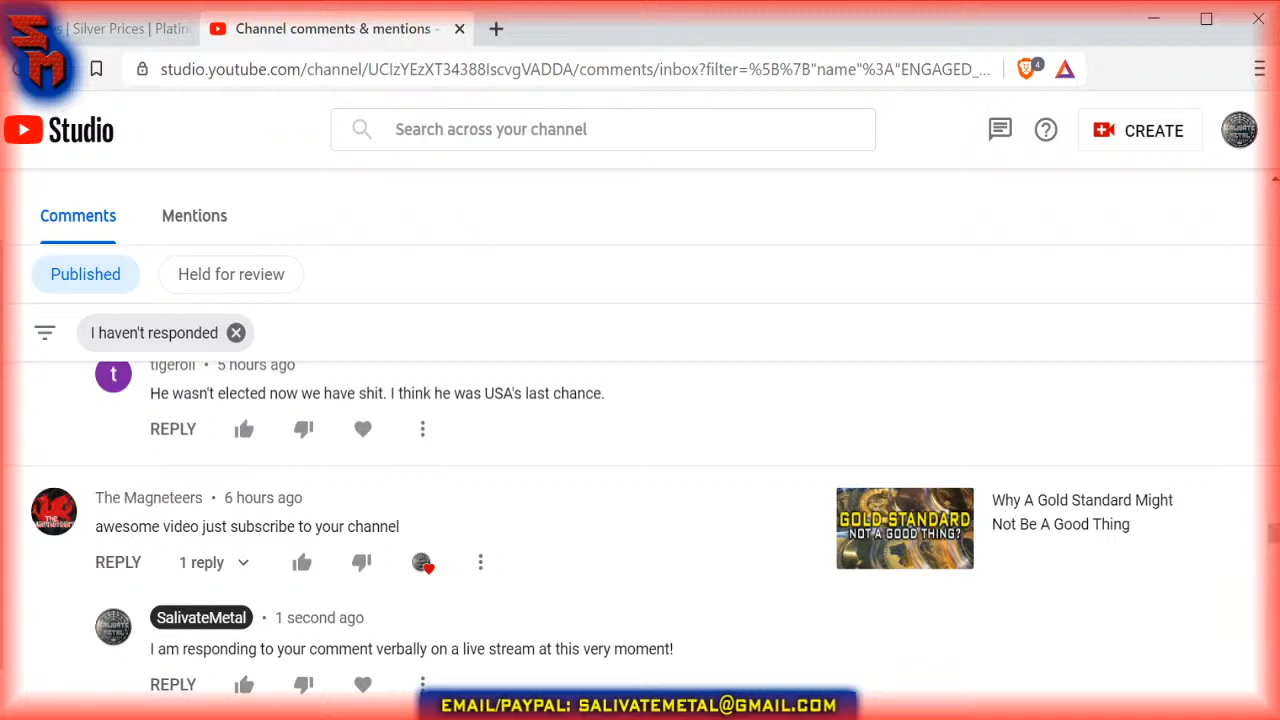 SM
s | Silver Prices | Platin
Channel comments & mentions -
studio.youtube.com/channel/UCIzYEzXT34388IscvgVADDA/comments/inbox?filter=%5B%7B"name"%3A"ENGAGED_...
4
Studio
Search across your channel
CREATE
Comments
Mentions
Published
Held for review
I haven't responded
t
tigeroll • 5 hours ago
He wasn't elected now we have shit. I think he was USA's last chance.
REPLY
The Magneteers • 6 hours ago
awesome video just subscribe to your channel
REPLY
1 reply
GOLD STANDARD
NOT A GOOD THING?
Why A Gold Standard Might
Not Be A Good Thing
SalivateMetal • 1 second ago
I am responding to your comment verbally on a live stream at this very moment!
REPLY
EMAIL/PAYPAL: SALIVATEMETAL@GMAIL.COM